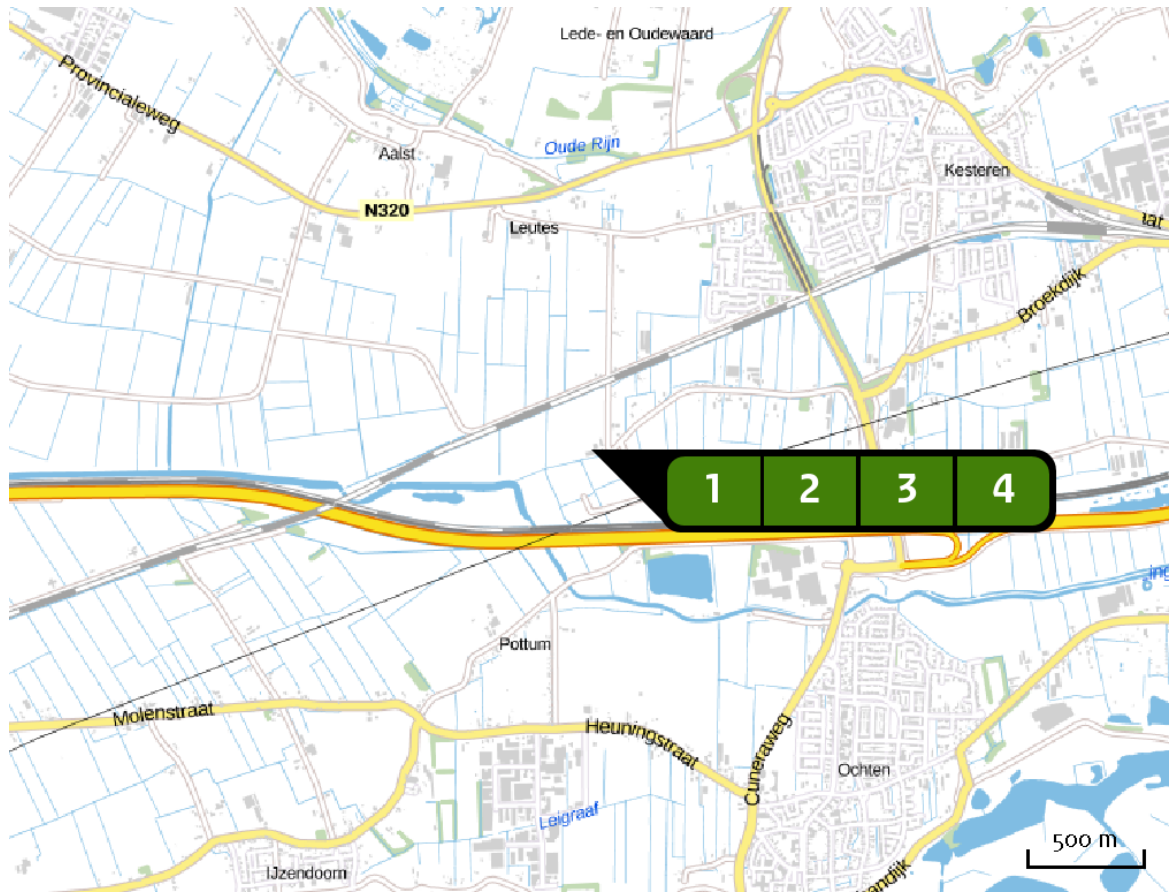 Lede- en Oudewaard
Provincialeweg
Oude Rijn
Aalst
Kesteren
N320
Leutes
Broekdijk
1 2 3 4
Pottum
Molenstraat
Heuningstraat
Cuneraweg
Ochten
Leigraaf
500 m
IJzendoorn